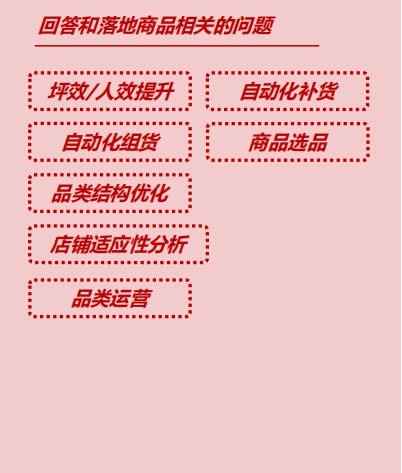 回答和落地商品相关的问题
坪效/人效提升
自动化补货
自动化组货
商品选品
品类结构优化
店铺适应性分析
品类运营